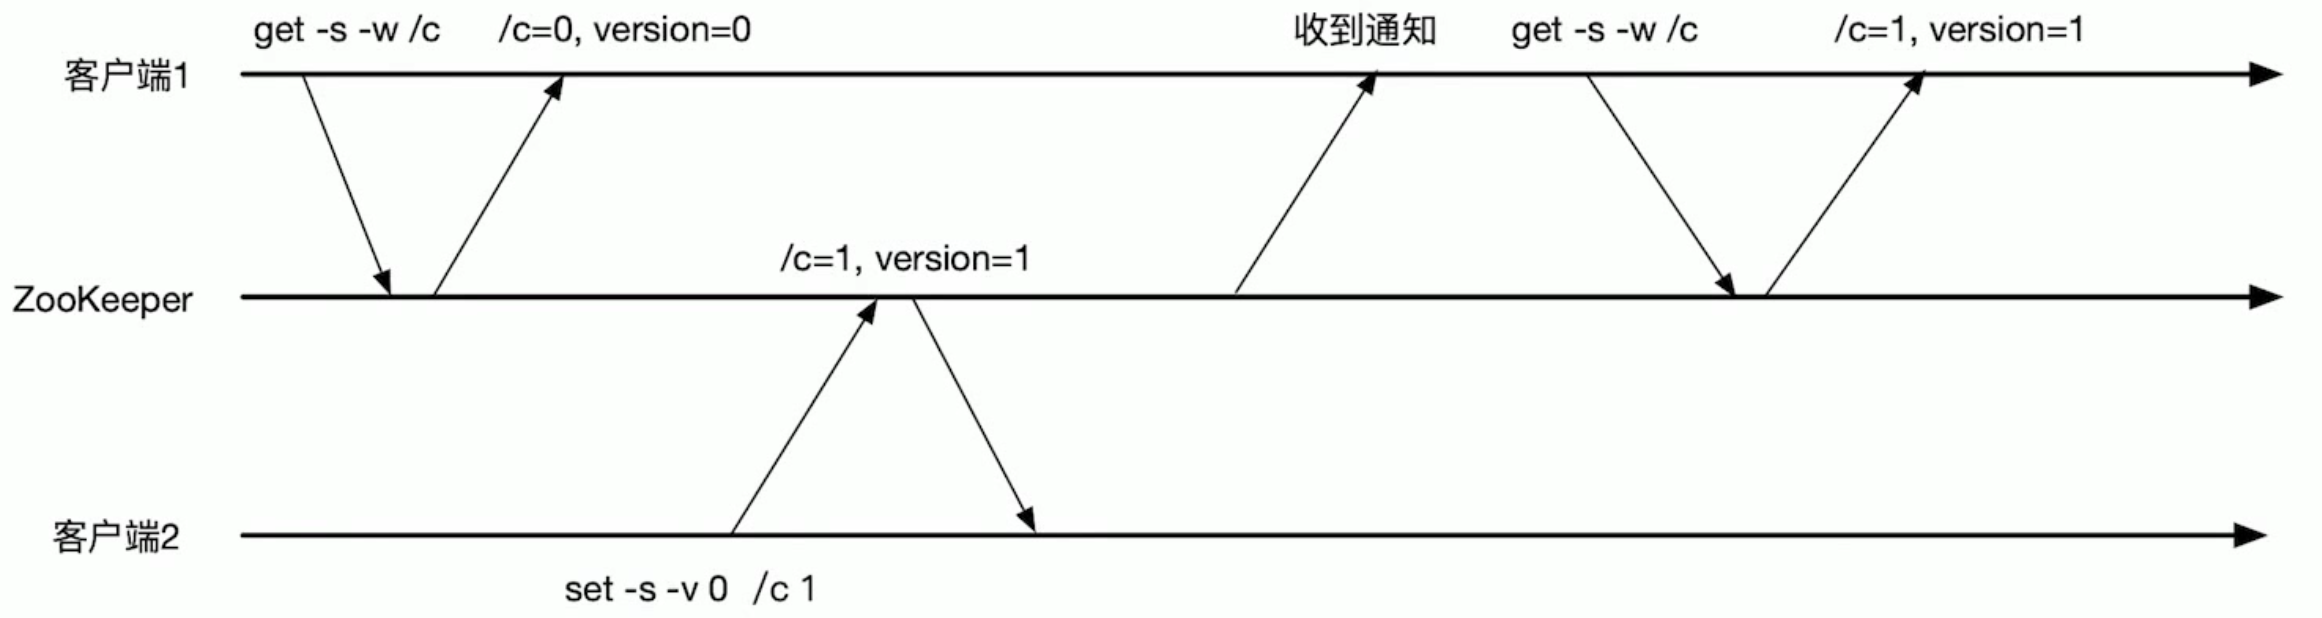 get -s -w /c
/c=0, version=0
收到通知
get -s -w /c
/c=1, version=1
客户端1
/c=1, version=1
ZooKeeper
客户端2
set -s -v 0 /c 1